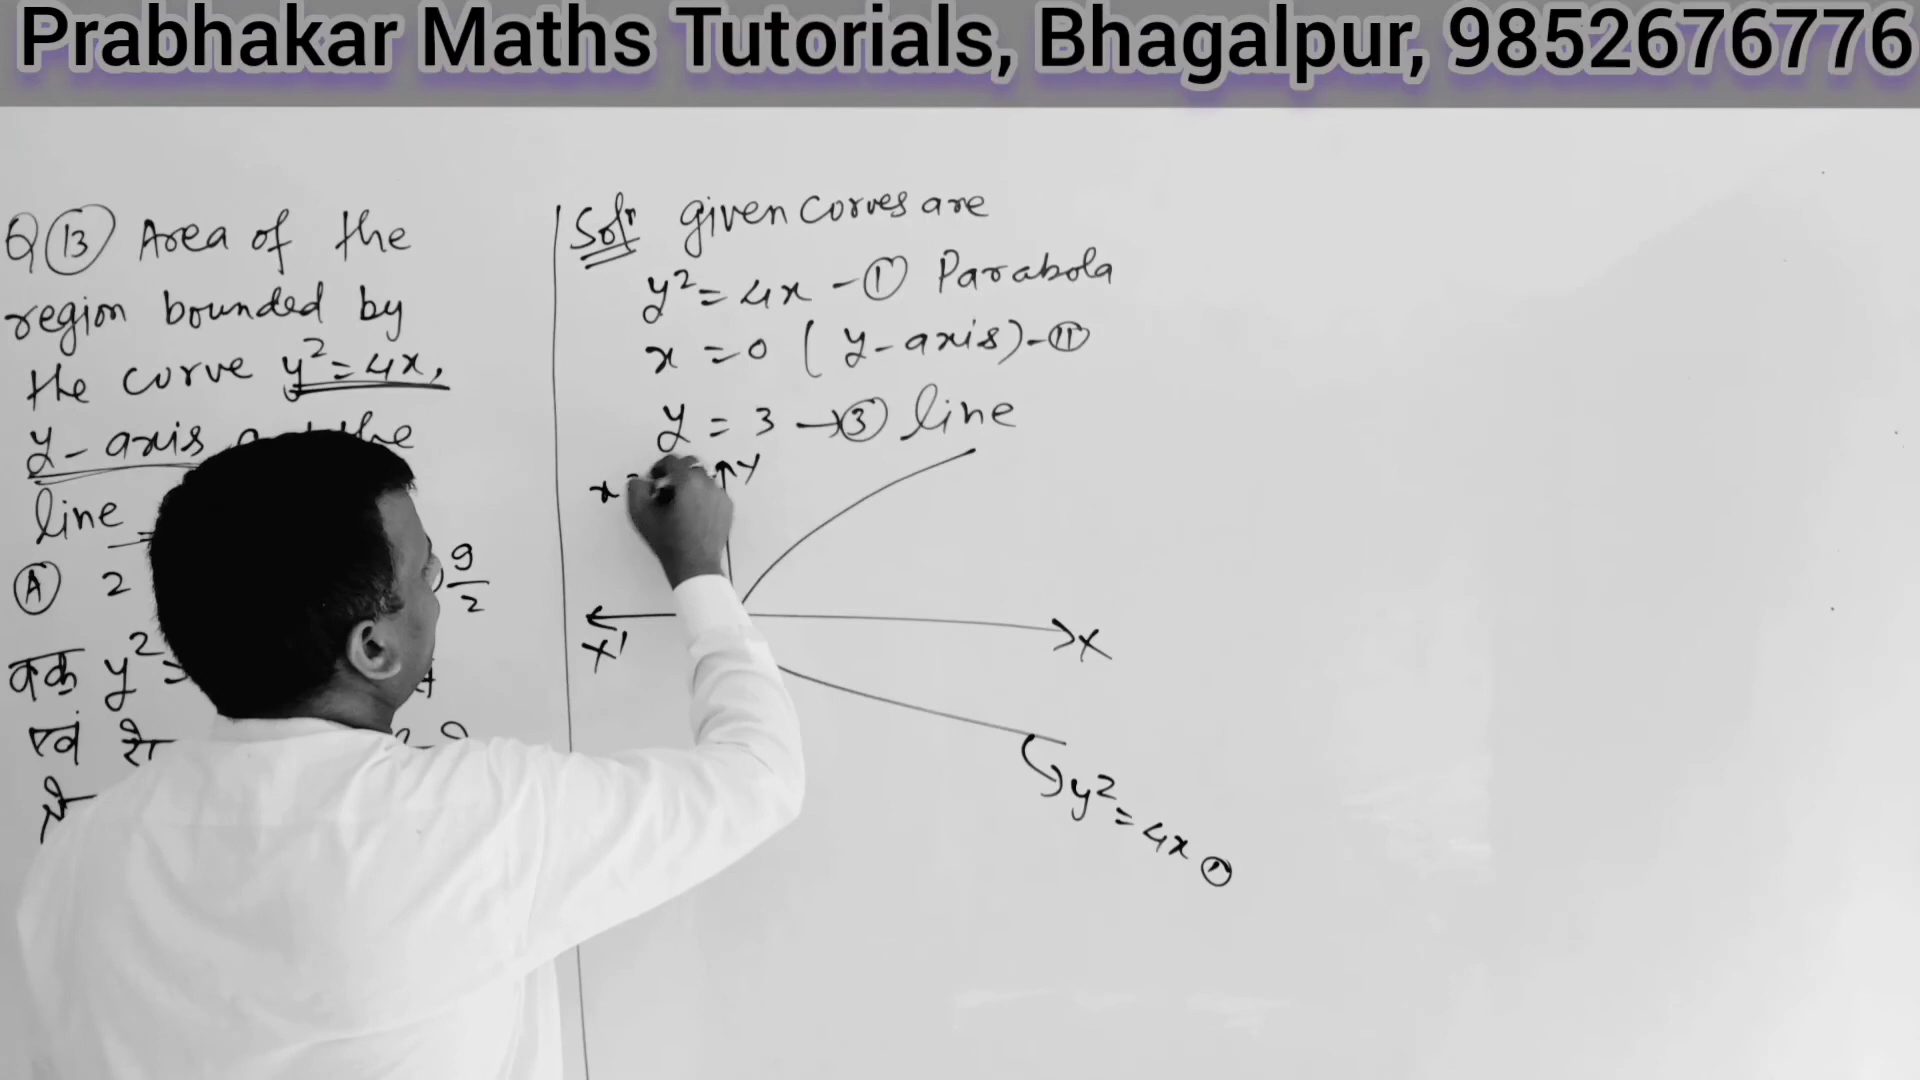 Prabhakar Maths Tutorials, Bhagalpur, 9852676776
Q 13 Area of the
region bounded by
the curve y² = 4x,
y-axis the
line
A 2 9/2
वक्र y² =
एवं
से
Solⁿ given curves are
y² = 4x - ① Parabola
x = 0 (y-axis) - ⑪
y = 3 → ③ line
x
Y
X' X
y² = 4x ①